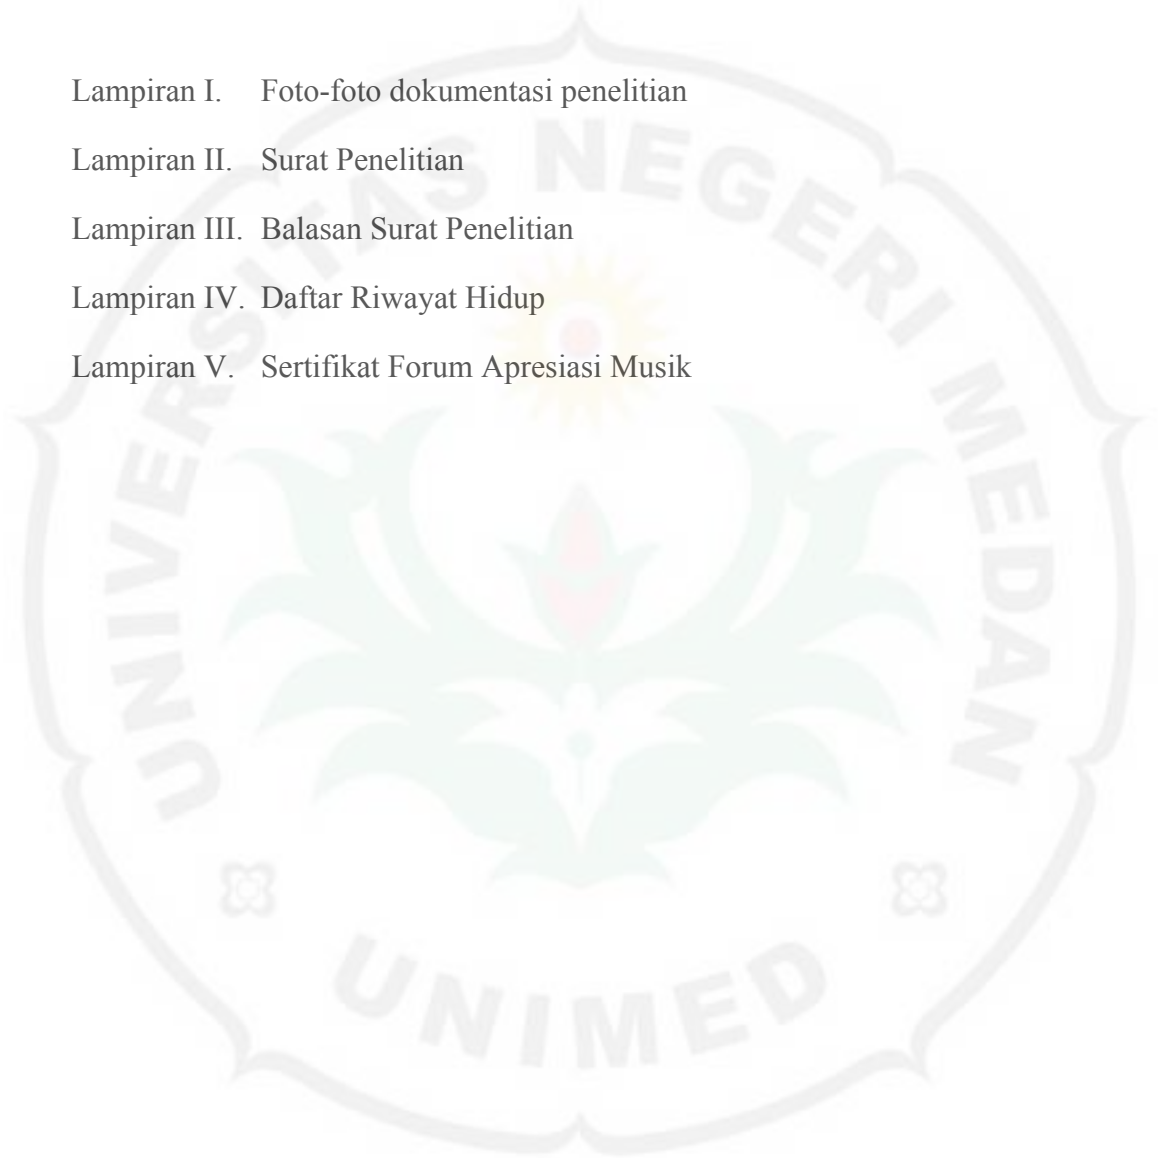 Lampiran I. Foto-foto dokumentasi penelitian
Lampiran II. Surat Penelitian
Lampiran III. Balasan Surat Penelitian
Lampiran IV. Daftar Riwayat Hidup
Lampiran V. Sertifikat Forum Apresiasi Musik
UNIVERSITAS NEGERI MEDAN
UNIMED